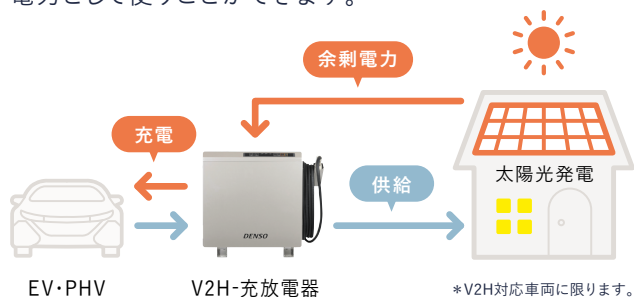 電力として使うことができます。
余剰電力
充電
供給
太陽光発電
DENSO
EV・PHV
V2H-充放電器
＊V2H対応車両に限ります。